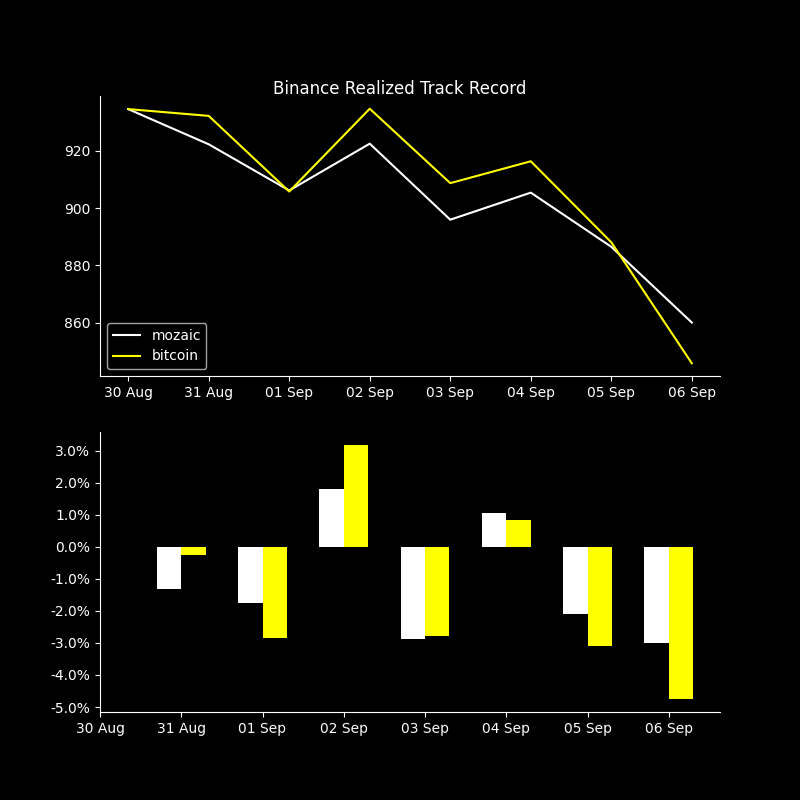 Binance Realized Track Record
920
900
880
860
mozaic
bitcoin
30 Aug 31 Aug 01 Sep 02 Sep 03 Sep 04 Sep 05 Sep 06 Sep
3.0%
2.0%
1.0%
0.0%
-1.0%
-2.0%
-3.0%
-4.0%
-5.0%
30 Aug 31 Aug 01 Sep 02 Sep 03 Sep 04 Sep 05 Sep 06 Sep